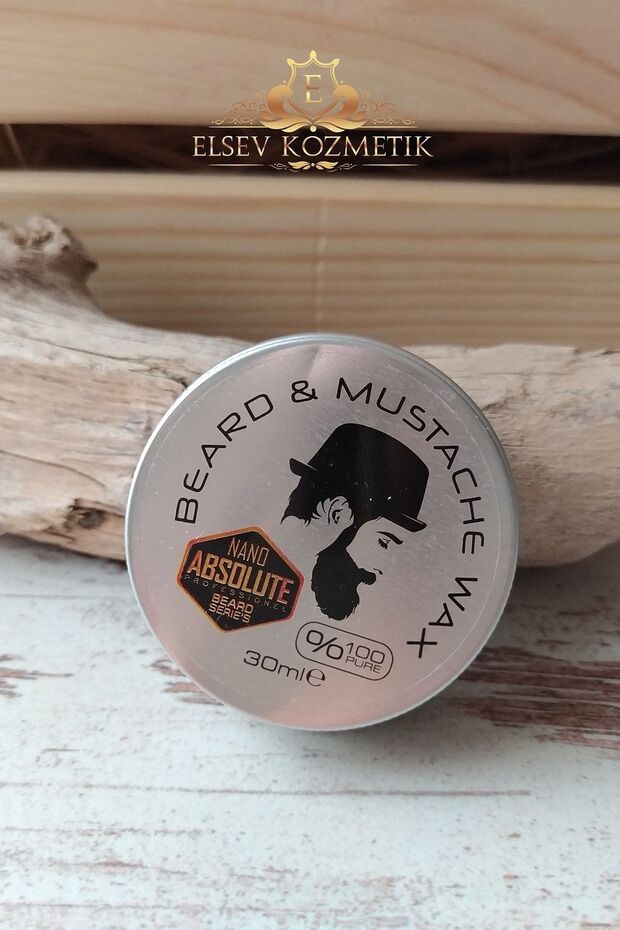 E
ELSEV KOZMETIK
BEARD & MUSTACHE WAX
NANO
ABSOLUTE
PROFESSIONEL
BEARD
SERIE'S
%100
PURE
30ml℮